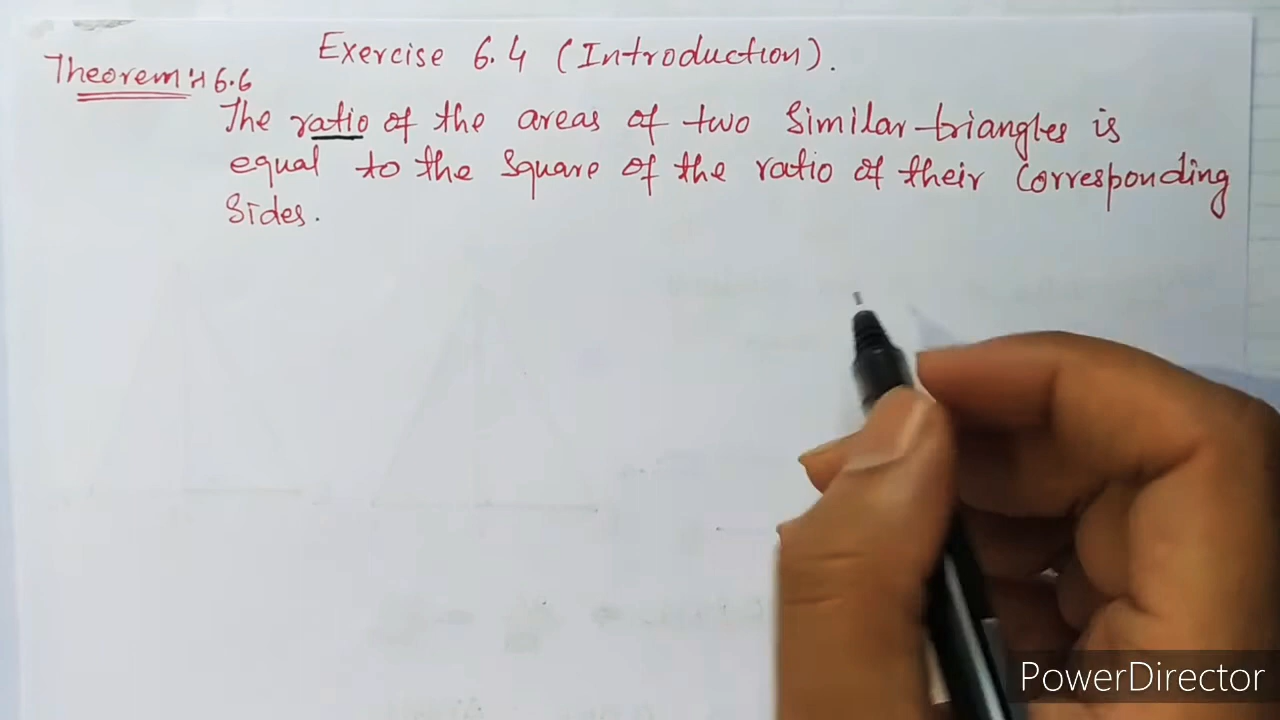 Exercise 6.4 (Introduction).
Theorem :- 6.6
The ratio of the areas of two similar triangles is
equal to the square of the ratio of their corresponding
sides.
PowerDirector